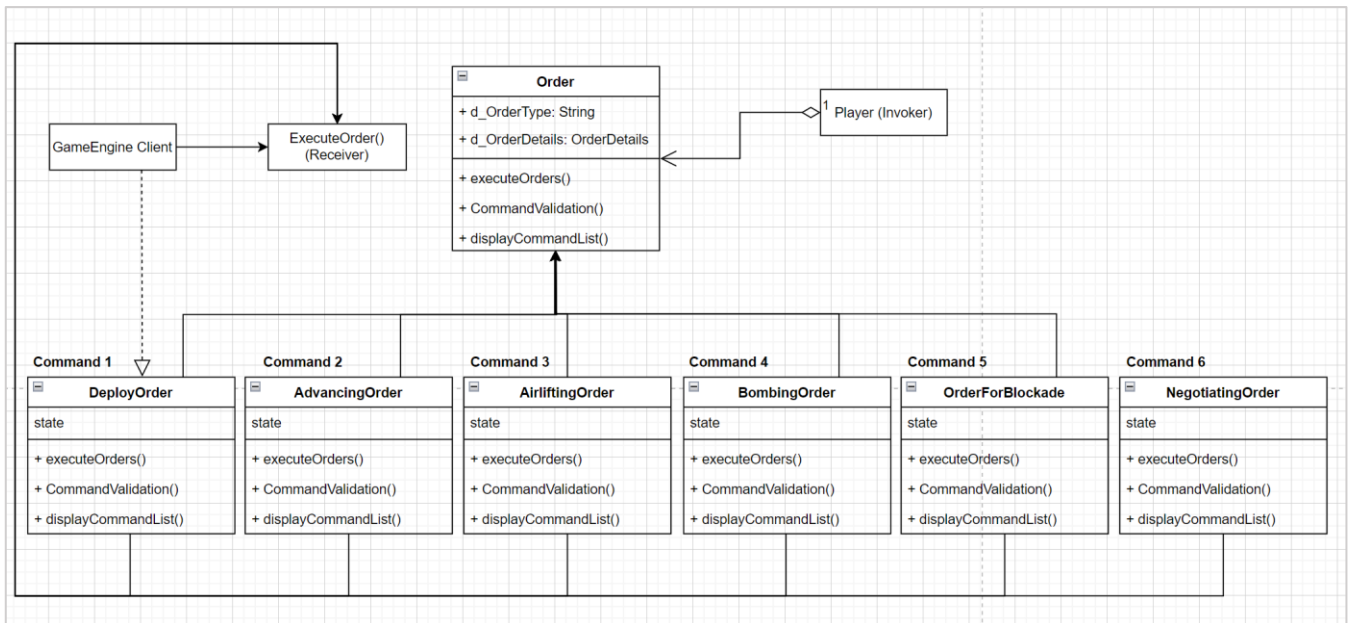 Order
+ d_OrderType: String
+ d_OrderDetails: OrderDetails
+ executeOrders()
+ CommandValidation()
+ displayCommandList()
1
Player (Invoker)
GameEngine Client
ExecuteOrder()
(Receiver)
Command 1
DeployOrder
state
+ executeOrders()
+ CommandValidation()
+ displayCommandList()
Command 2
AdvancingOrder
state
+ executeOrders()
+ CommandValidation()
+ displayCommandList()
Command 3
AirliftingOrder
state
+ executeOrders()
+ CommandValidation()
+ displayCommandList()
Command 4
BombingOrder
state
+ executeOrders()
+ CommandValidation()
+ displayCommandList()
Command 5
OrderForBlockade
state
+ executeOrders()
+ CommandValidation()
+ displayCommandList()
Command 6
NegotiatingOrder
state
+ executeOrders()
+ CommandValidation()
+ displayCommandList()